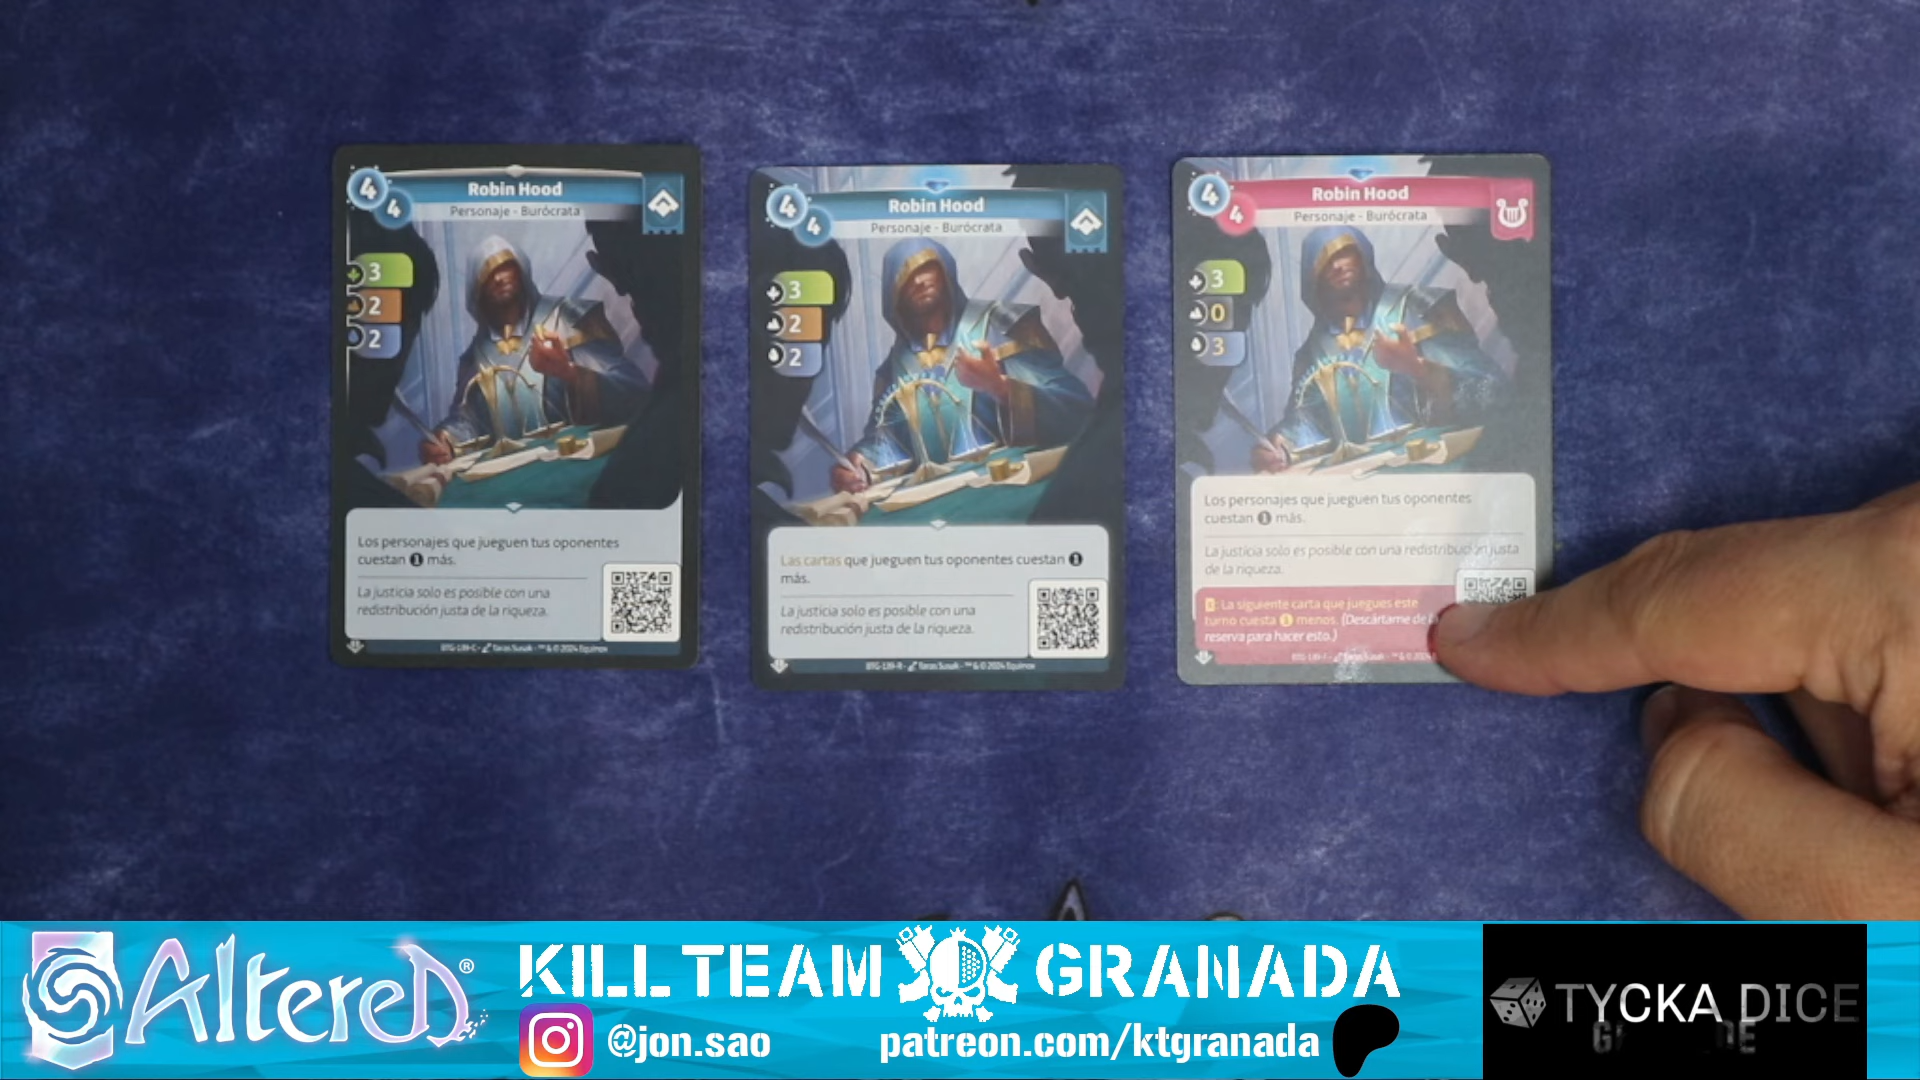 4
4
Robin Hood
Personaje - Burócrata
3
2
2
Los personajes que jueguen tus oponentes
cuestan 1 más.
La justicia solo es posible con una
redistribución justa de la riqueza.
4
4
Robin Hood
Personaje - Burócrata
3
2
2
Las cartas que jueguen tus oponentes cuestan 1
más.
La justicia solo es posible con una
redistribución justa de la riqueza.
4
4
Robin Hood
Personaje - Burócrata
3
0
3
Los personajes que jueguen tus oponentes
cuestan 1 más.
La justicia solo es posible con una redistribución justa
de la riqueza.
: La siguiente carta que juegues este
turno cuesta 1 menos. (Descártame de la
reserva para hacer esto.)
Altered®
KILL TEAM GRANADA
@jon.sao
patreon.com/ktgranada
TYCKA DICE